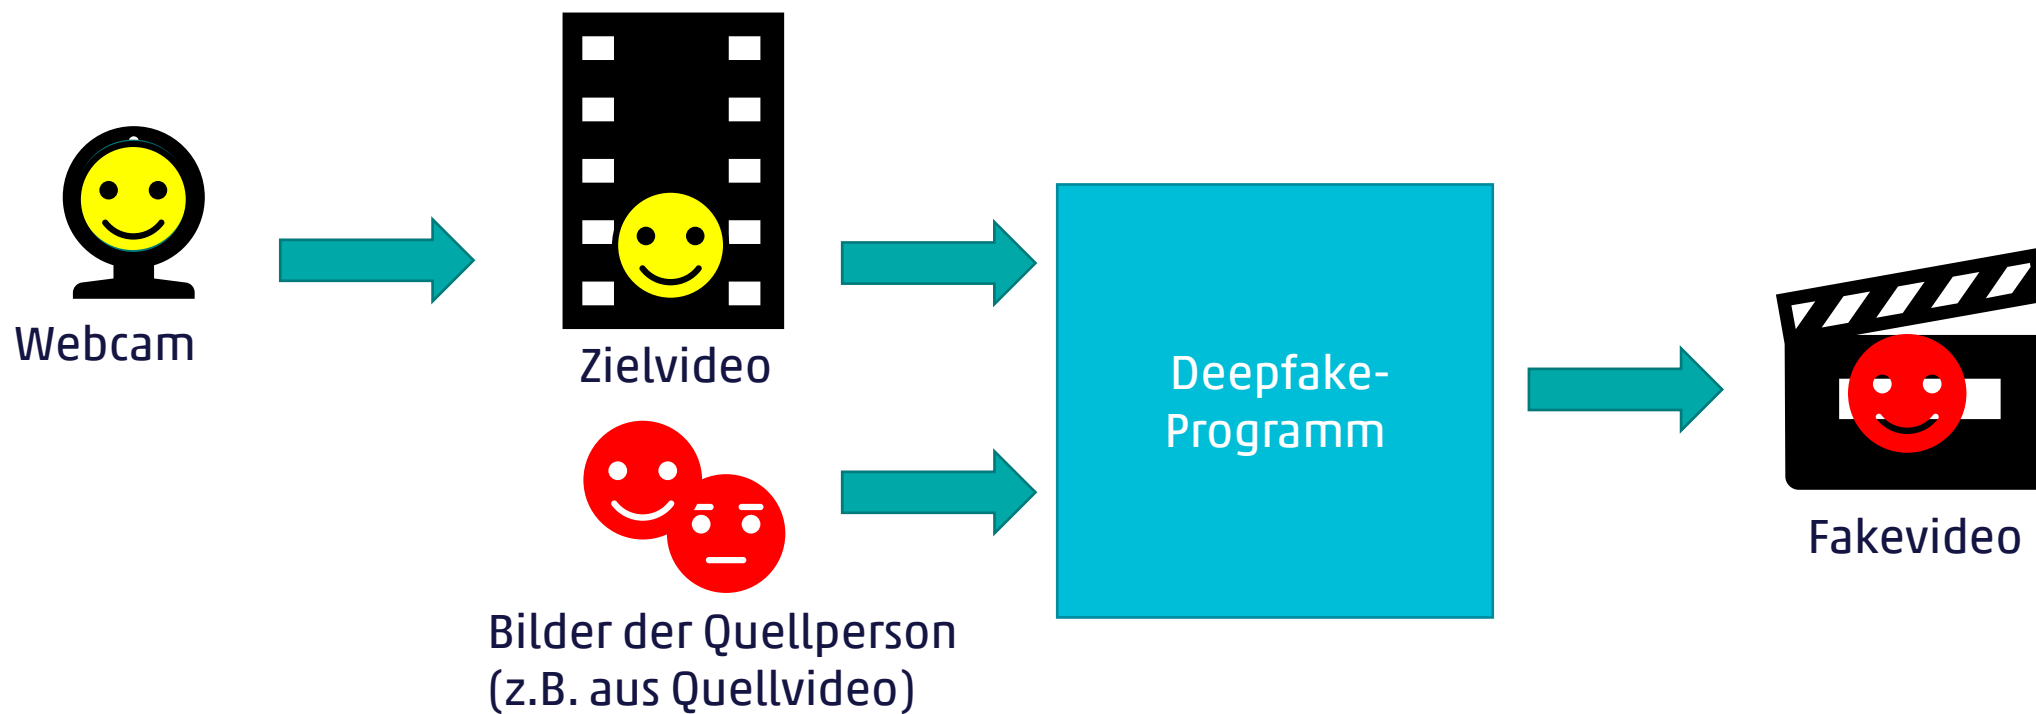 Webcam
Zielvideo
Bilder der Quellperson
(z.B. aus Quellvideo)
Deepfake-
Programm
Fakevideo